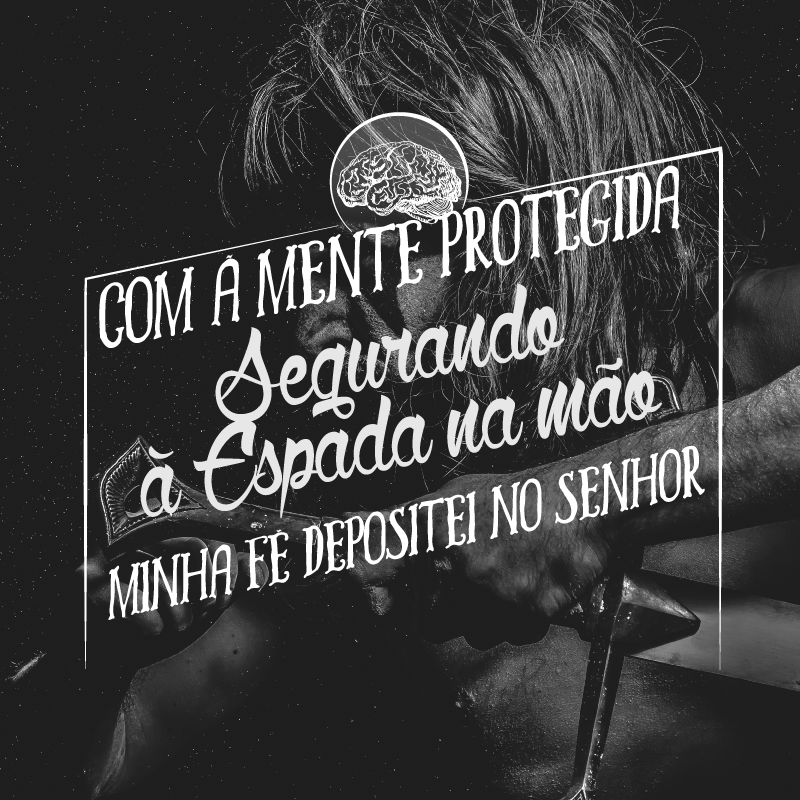 COM À MENTE PROTEGIDA
Segurando
à Espada na mão
MINHA FÉ DEPOSITEI NO SENHOR